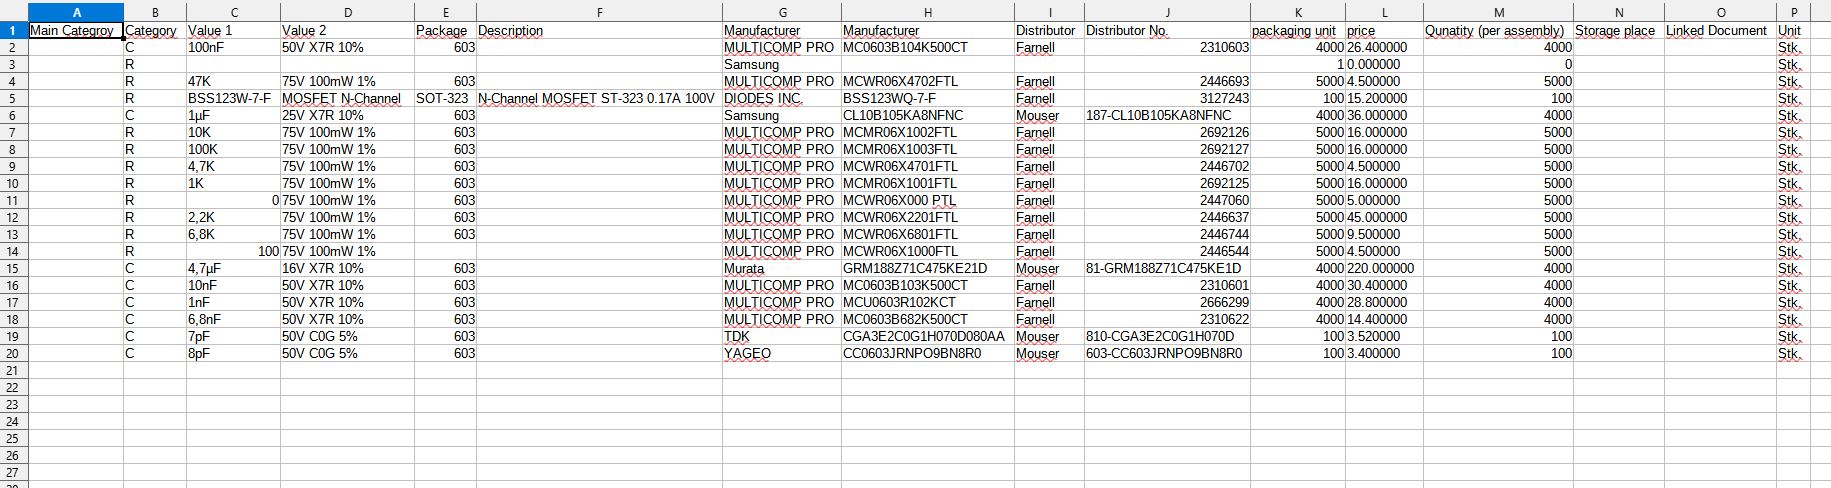 A B C D E F G H I J K L M N O P
1 Main Categroy Category Value 1 Value 2 Package Description Manufacturer Manufacturer Distributor Distributor No. packaging unit price Qunatity (per assembly) Storage place Linked Document Unit
2 C 100nF 50V X7R 10% 603 MULTICOMP PRO MC0603B104K500CT Farnell 2310603 4000 26.400000 4000 Stk.
3 R Samsung 1 0.000000 0 Stk.
4 R 47K 75V 100mW 1% 603 MULTICOMP PRO MCWR06X4702FTL Farnell 2446693 5000 4.500000 5000 Stk.
5 R BSS123W-7-F MOSFET N-Channel SOT-323 N-Channel MOSFET ST-323 0.17A 100V DIODES INC. BSS123WQ-7-F Farnell 3127243 100 15.200000 100 Stk.
6 C 1µF 25V X7R 10% 603 Samsung CL10B105KA8NFNC Mouser 187-CL10B105KA8NFNC 4000 36.000000 4000 Stk.
7 R 10K 75V 100mW 1% 603 MULTICOMP PRO MCMR06X1002FTL Farnell 2692126 5000 16.000000 5000 Stk.
8 R 100K 75V 100mW 1% 603 MULTICOMP PRO MCMR06X1003FTL Farnell 2692127 5000 16.000000 5000 Stk.
9 R 4,7K 75V 100mW 1% 603 MULTICOMP PRO MCWR06X4701FTL Farnell 2446702 5000 4.500000 5000 Stk.
10 R 1K 75V 100mW 1% 603 MULTICOMP PRO MCMR06X1001FTL Farnell 2692125 5000 16.000000 5000 Stk.
11 R 0 75V 100mW 1% 603 MULTICOMP PRO MCWR06X000 PTL Farnell 2447060 5000 5.000000 5000 Stk.
12 R 2,2K 75V 100mW 1% 603 MULTICOMP PRO MCWR06X2201FTL Farnell 2446637 5000 45.000000 5000 Stk.
13 R 6,8K 75V 100mW 1% 603 MULTICOMP PRO MCWR06X6801FTL Farnell 2446744 5000 9.500000 5000 Stk.
14 R 100 75V 100mW 1% MULTICOMP PRO MCWR06X1000FTL Farnell 2446544 5000 4.500000 5000 Stk.
15 C 4,7µF 16V X7R 10% 603 Murata GRM188Z71C475KE21D Mouser 81-GRM188Z71C475KE1D 4000 220.000000 4000 Stk.
16 C 10nF 50V X7R 10% 603 MULTICOMP PRO MC0603B103K500CT Farnell 2310601 4000 30.400000 4000 Stk.
17 C 1nF 50V X7R 10% 603 MULTICOMP PRO MCU0603R102KCT Farnell 2666299 4000 28.800000 4000 Stk.
18 C 6,8nF 50V X7R 10% 603 MULTICOMP PRO MC0603B682K500CT Farnell 2310622 4000 14.400000 4000 Stk.
19 C 7pF 50V C0G 5% 603 TDK CGA3E2C0G1H070D080AA Mouser 810-CGA3E2C0G1H070D 100 3.520000 100 Stk.
20 C 8pF 50V C0G 5% 603 YAGEO CC0603JRNPO9BN8R0 Mouser 603-CC603JRNPO9BN8R0 100 3.400000 100 Stk.
21
22
23
24
25
26
27